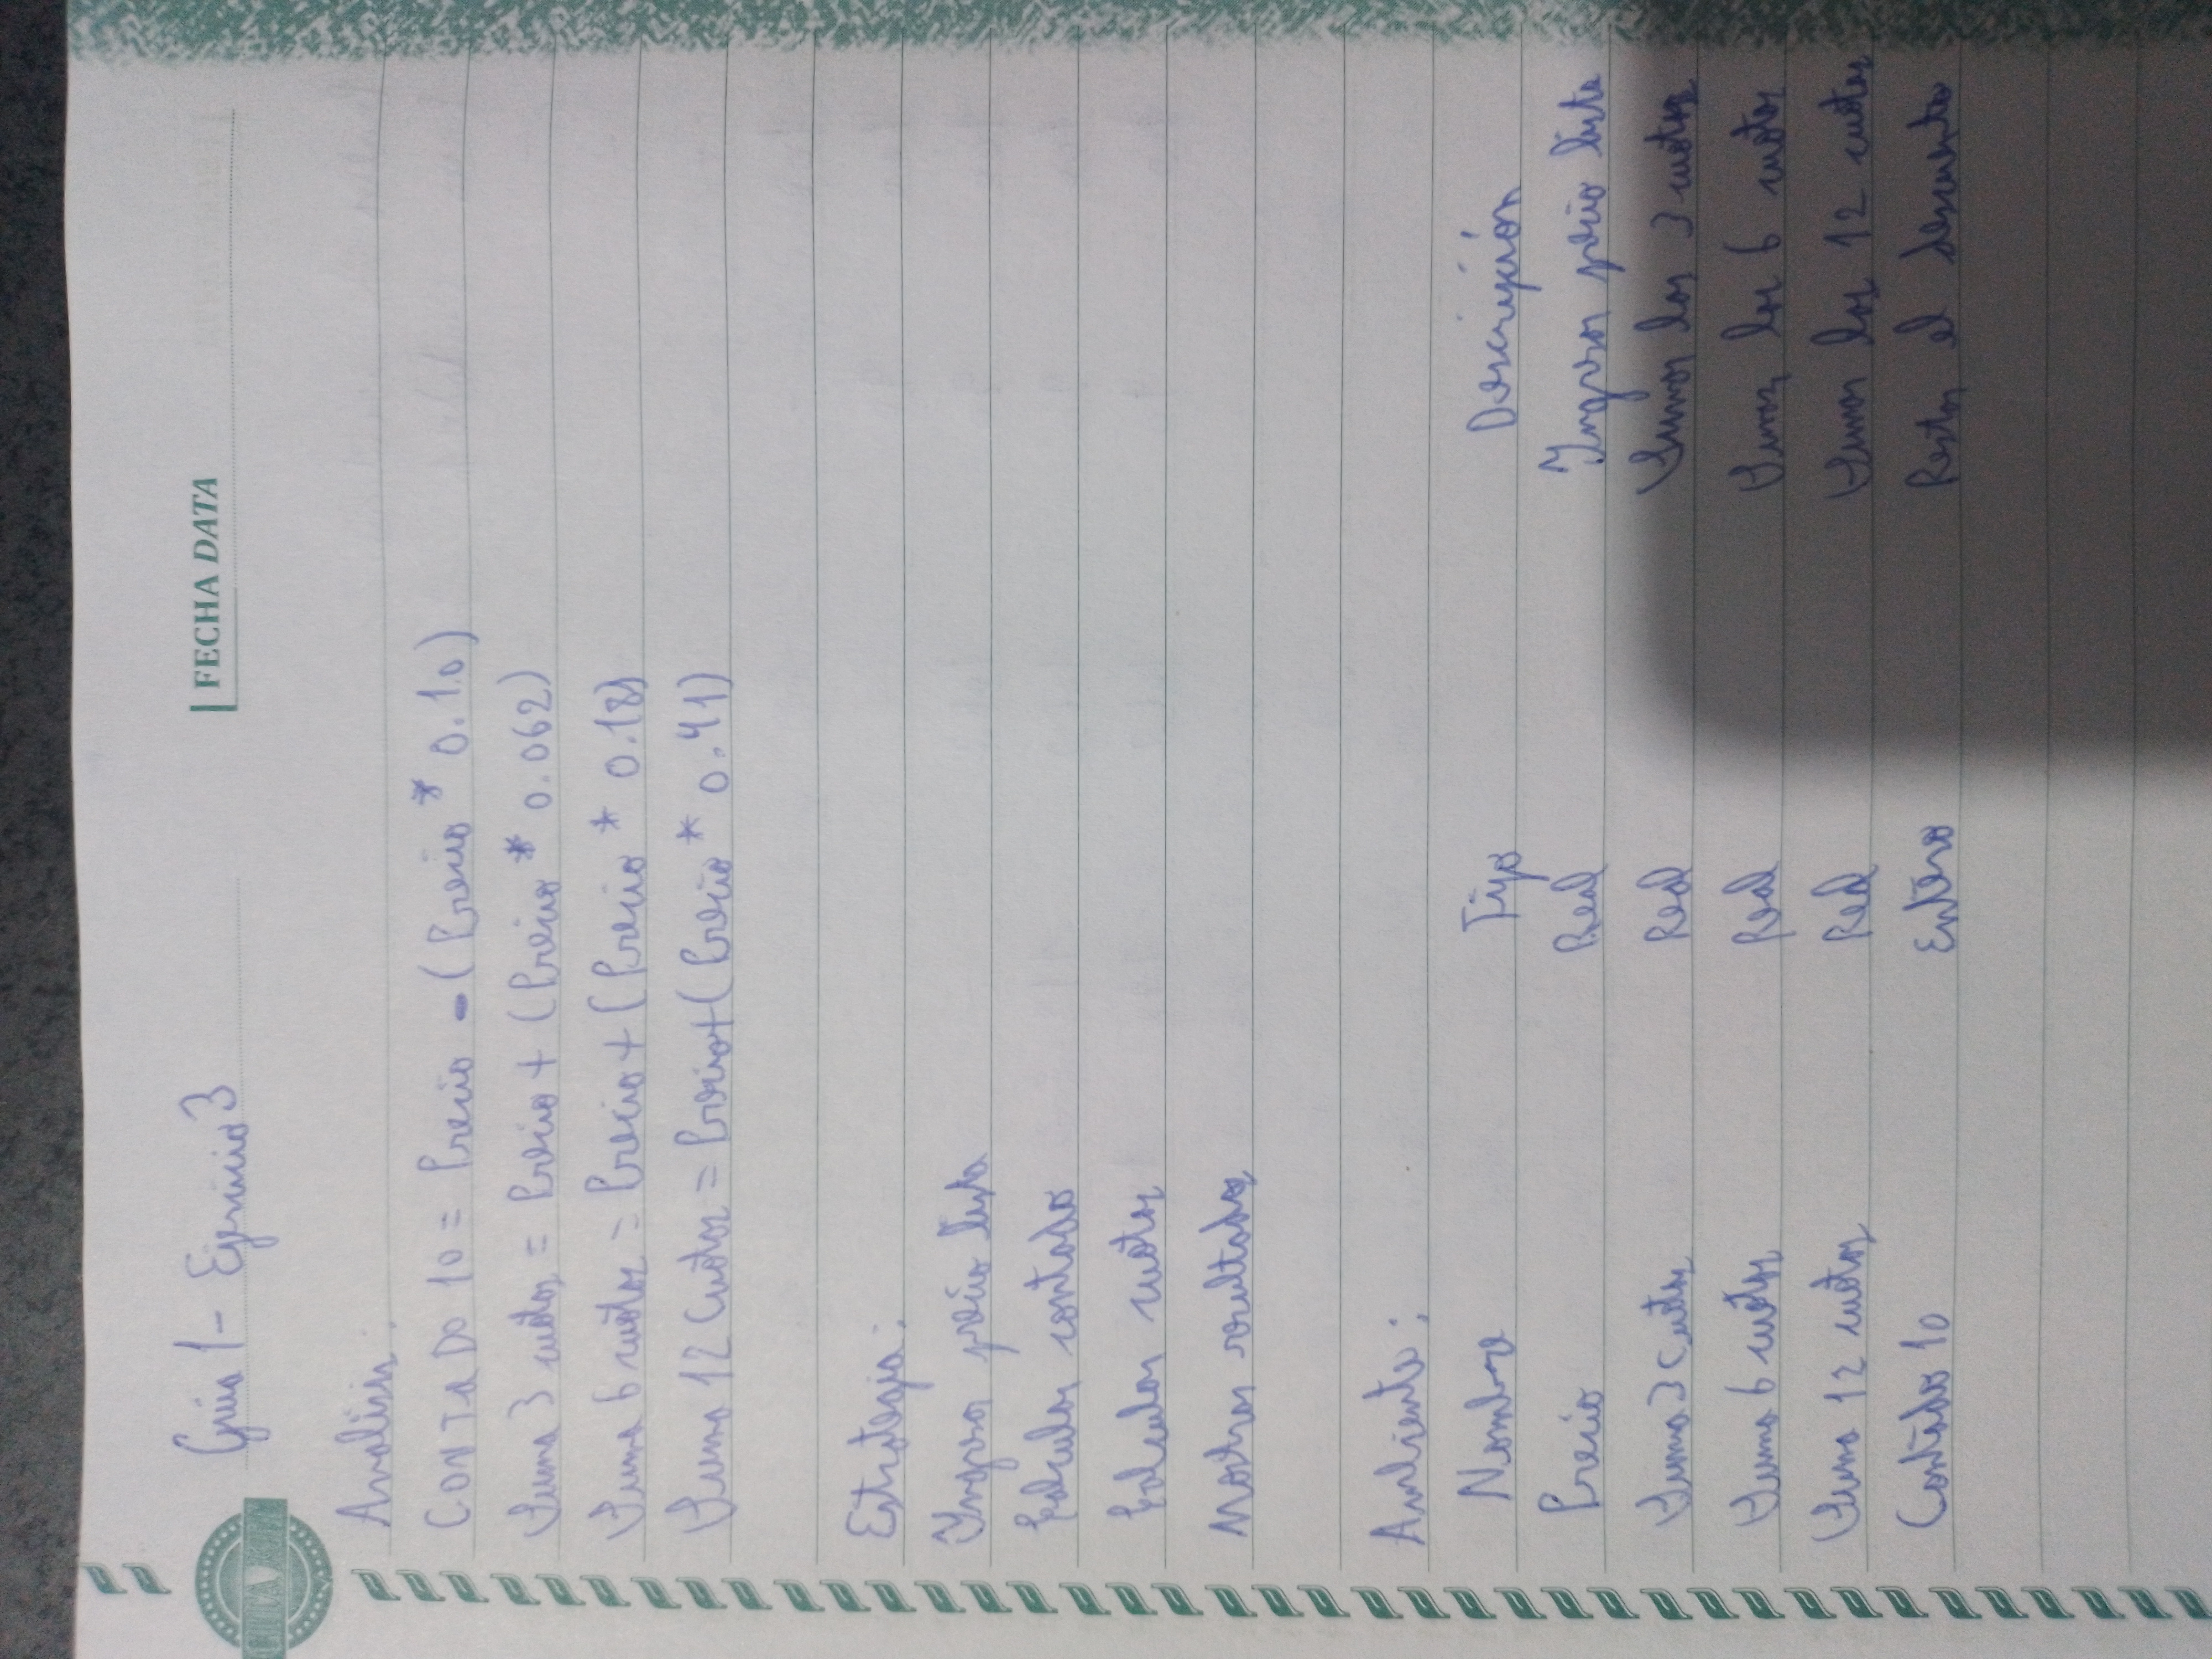 Guia 1 - Ejercicio 3
FECHA DATA
Analisis:
CONTADO 10 = Precio - (Precio * 0.10)
Suma 3 cuotas = Precio + (Precio * 0.062)
Suma 6 cuotas = Precio + (Precio * 0.18)
Suma 12 Cuotas = Precio + (Precio * 0.41)
Estrategia:
Ingresar precio lista
Calcular contado
Calcular cuotas
Mostrar resultados
Ambiente:
Nombre Tipo Descripción
Precio Real Ingresar precio lista
Suma 3 Cuotas Real Sumar las 3 cuotas
Suma 6 cuotas Real Sumar las 6 cuotas
Suma 12 cuotas Real Sumar las 12 cuotas
Contado 10 Entero Restar el descuento